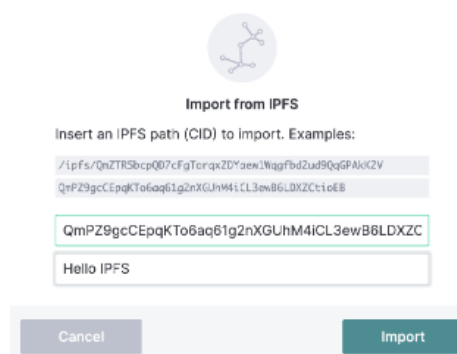 Import from IPFS
Insert an IPFS path (CID) to import. Examples:
/ipfs/QmZTR5bcpQD7cFgTorqxZDYaew1Wqgfbd2ud9QqGPAkK2V
QmPZ9gcCEpqKTo6aq61g2nXGUhM4iCL3ewB6LDXZCtioEB
QmPZ9gcCEpqKTo6aq61g2nXGUhM4iCL3ewB6LDXZC
Hello IPFS
Cancel
Import